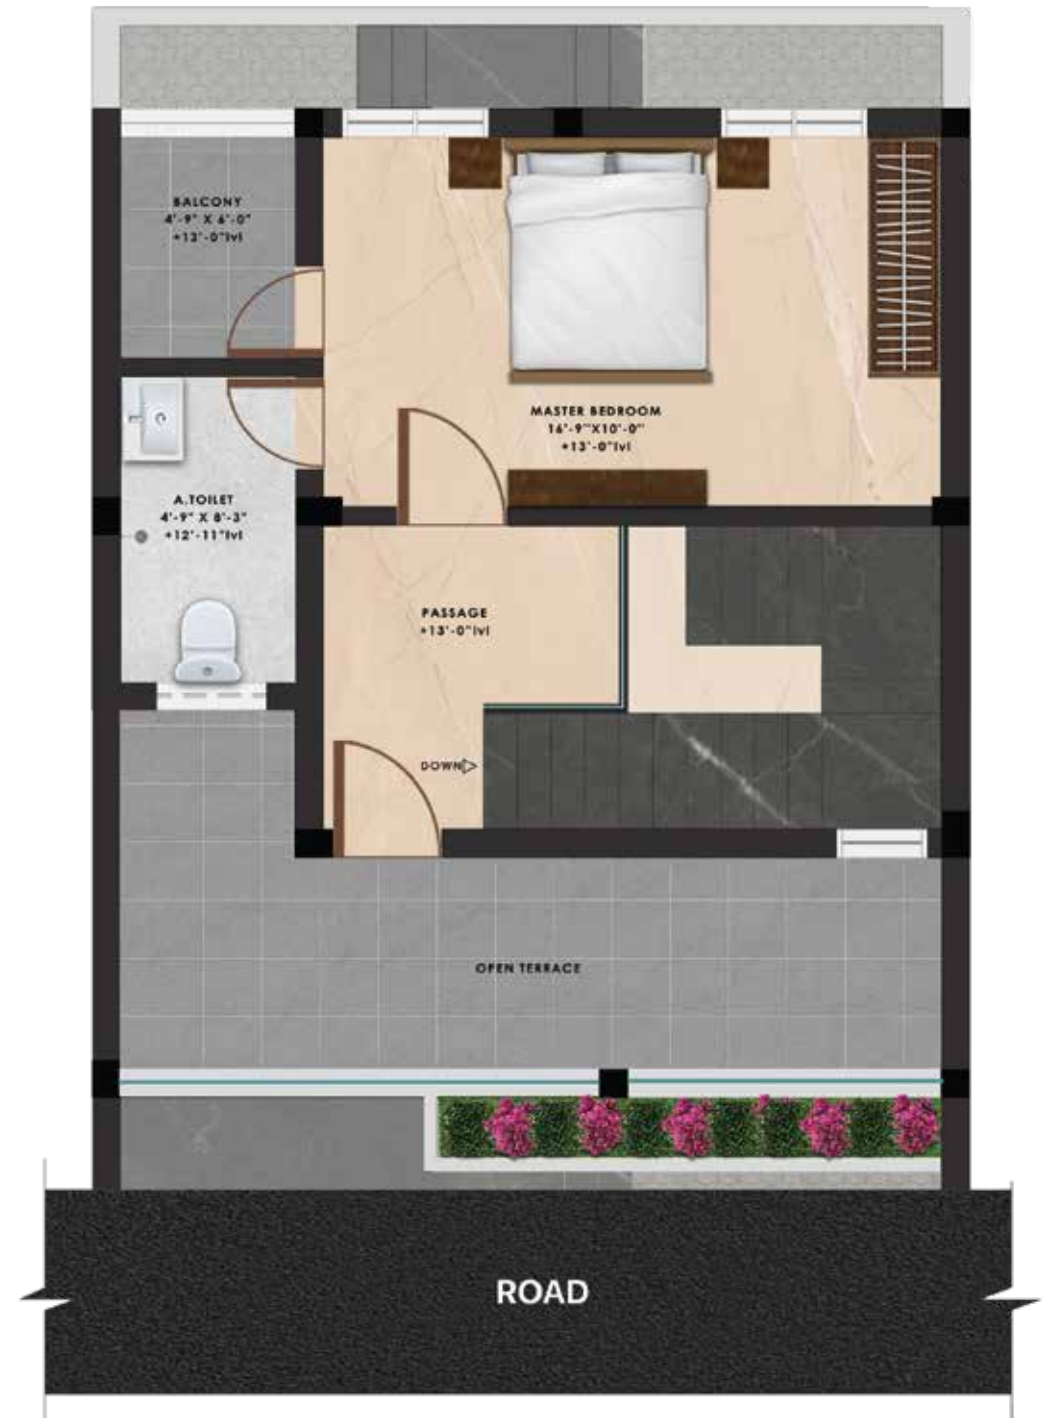 BALCONY
4'-9" X 6'-0"
+13'-0"lvl
MASTER BEDROOM
16'-9"X10'-0"
+13'-0"lvl
A.TOILET
4'-9" X 8'-3"
+12'-11"lvl
PASSAGE
+13'-0"lvl
DOWN
OPEN TERRACE
ROAD